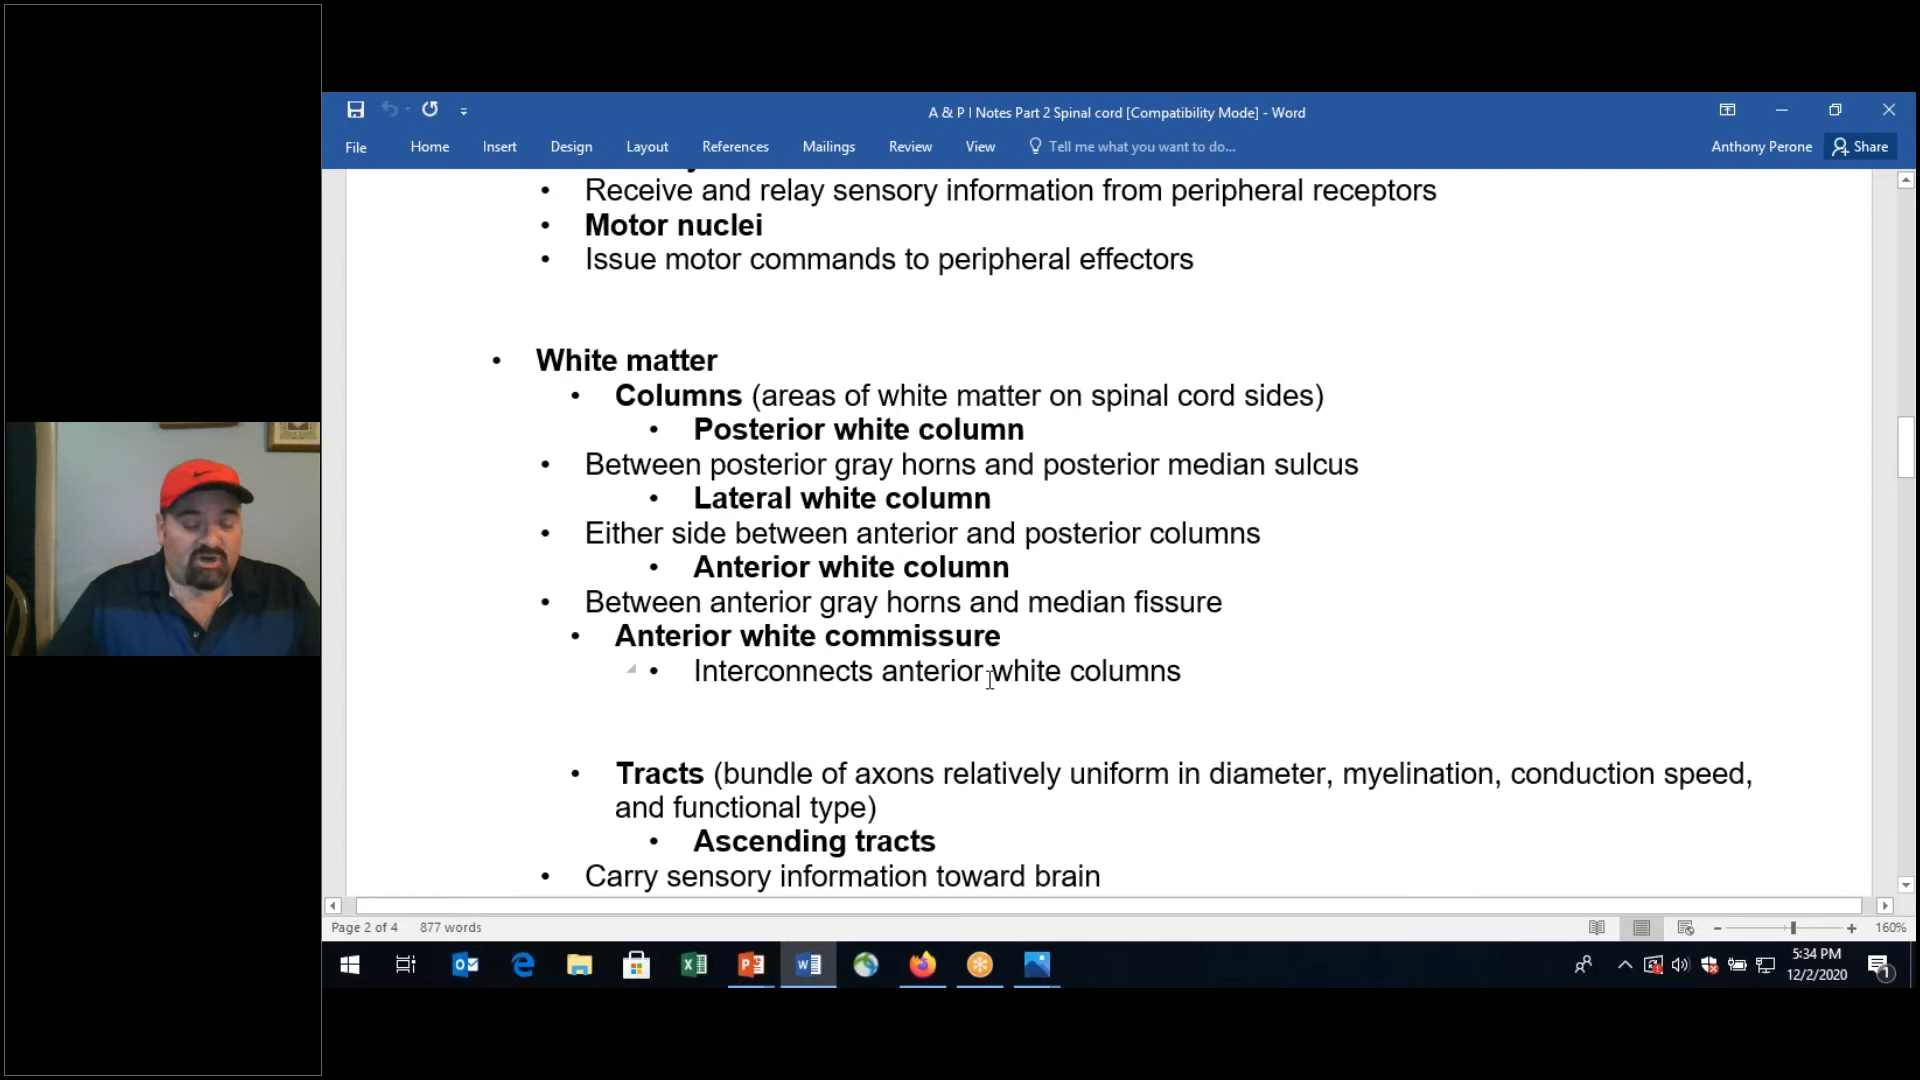 A & P I Notes Part 2 Spinal cord [Compatibility Mode] - Word
File Home Insert Design Layout References Mailings Review View Tell me what you want to do... Anthony Perone Share
• Receive and relay sensory information from peripheral receptors
• Motor nuclei
• Issue motor commands to peripheral effectors
• White matter
• Columns (areas of white matter on spinal cord sides)
• Posterior white column
• Between posterior gray horns and posterior median sulcus
• Lateral white column
• Either side between anterior and posterior columns
• Anterior white column
• Between anterior gray horns and median fissure
• Anterior white commissure
• Interconnects anterior white columns
• Tracts (bundle of axons relatively uniform in diameter, myelination, conduction speed,
and functional type)
• Ascending tracts
• Carry sensory information toward brain
Page 2 of 4 877 words 160%
5:34 PM
12/2/2020
1